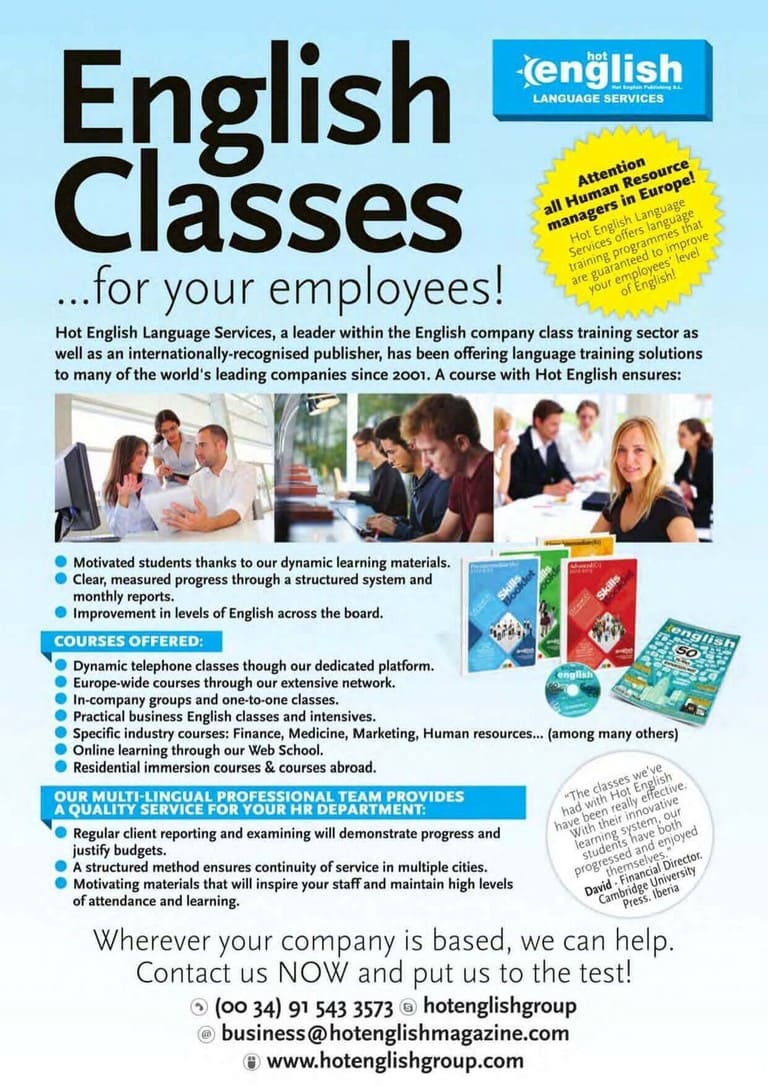 English
Classes
...for your employees!
hot
english
Hot English Publishing S.L.
LANGUAGE SERVICES
Attention
all Human Resource
managers in Europe!
Hot English Language
Services offers language
training programmes that
are guaranteed to improve
your employees' level
of English!
Hot English Language Services, a leader within the English company class training sector as
well as an internationally-recognised publisher, has been offering language training solutions
to many of the world's leading companies since 2001. A course with Hot English ensures:
Motivated students thanks to our dynamic learning materials.
Clear, measured progress through a structured system and
monthly reports.
Improvement in levels of English across the board.
Skills
Booklet
Skills
Booklet
english
50
english
COURSES OFFERED:
Dynamic telephone classes though our dedicated platform.
Europe-wide courses through our extensive network.
In-company groups and one-to-one classes.
Practical business English classes and intensives.
Specific industry courses: Finance, Medicine, Marketing, Human resources... (among many others)
Online learning through our Web School.
Residential immersion courses & courses abroad.
OUR MULTI-LINGUAL PROFESSIONAL TEAM PROVIDES
A QUALITY SERVICE FOR YOUR HR DEPARTMENT:
Regular client reporting and examining will demonstrate progress and
justify budgets.
A structured method ensures continuity of service in multiple cities.
Motivating materials that will inspire your staff and maintain high levels
of attendance and learning.
"The classes we've
had with Hot English
have been really effective.
With their innovative
learning system, our
students have both
progressed and enjoyed
themselves."
David - Financial Director.
Cambridge University
Press. Iberia
Wherever your company is based, we can help.
Contact us NOW and put us to the test!
(00 34) 91 543 3573 hotenglishgroup
business@hotenglishmagazine.com
www.hotenglishgroup.com